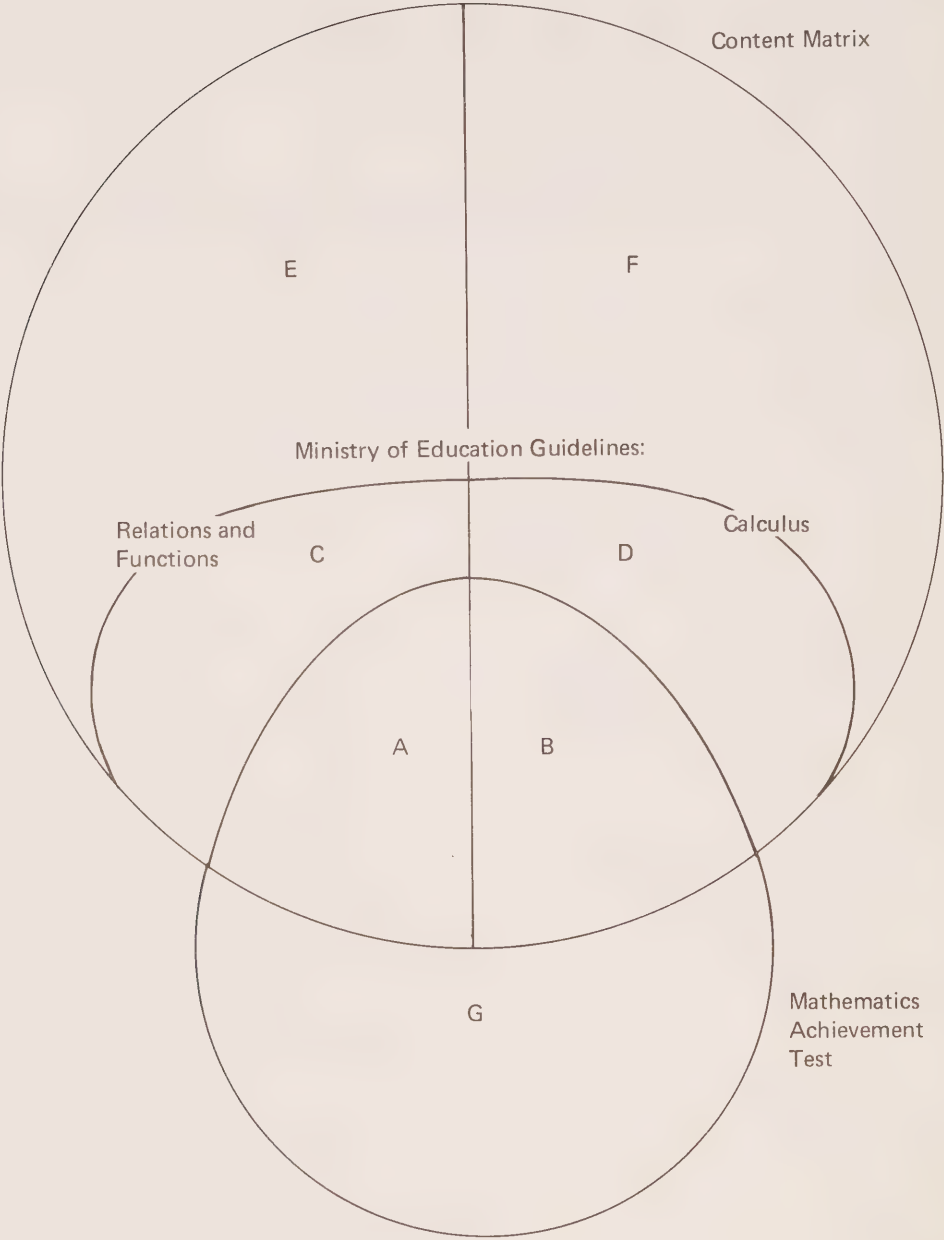 Content Matrix
E
F
Ministry of Education Guidelines:
Relations and
Functions
Calculus
C
D
A
B
G
Mathematics
Achievement
Test